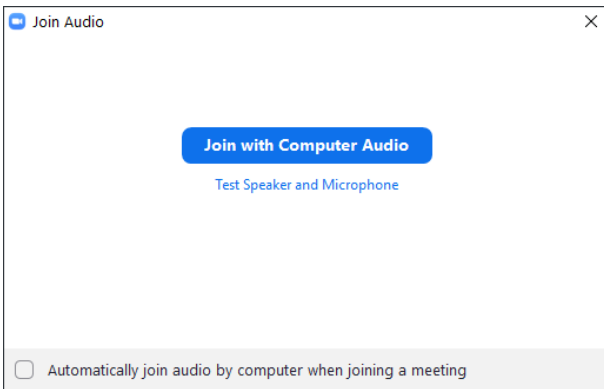 Join Audio
Join with Computer Audio
Test Speaker and Microphone
Automatically join audio by computer when joining a meeting